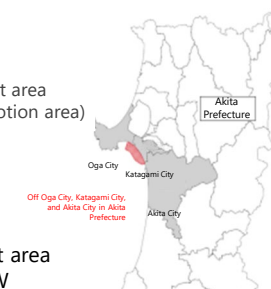 t area
otion area)
Akita
Prefecture
Oga City
Katagami City
Off Oga City, Katagami City,
and Akita City in Akita
Prefecture
Akita City
t area
W